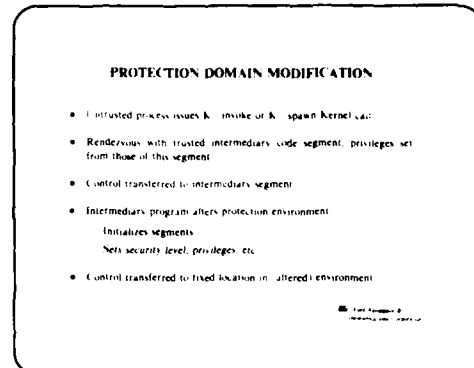 PROTECTION DOMAIN MODIFICATION
• Untrusted process issues K invoke or K spawn Kernel call
• Rendezvous with trusted intermediary code segment, privileges set
from those of this segment
• Control transferred to intermediary segment
• Intermediary program alters protection environment
Initializes segments
Sets security level, privileges, etc
• Control transferred to fixed location in (altered) environment